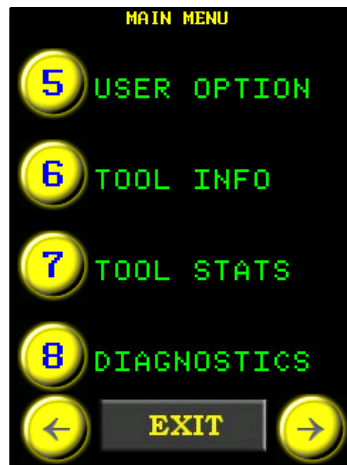 MAIN MENU
5 USER OPTION
6 TOOL INFO
7 TOOL STATS
8 DIAGNOSTICS
← EXIT →